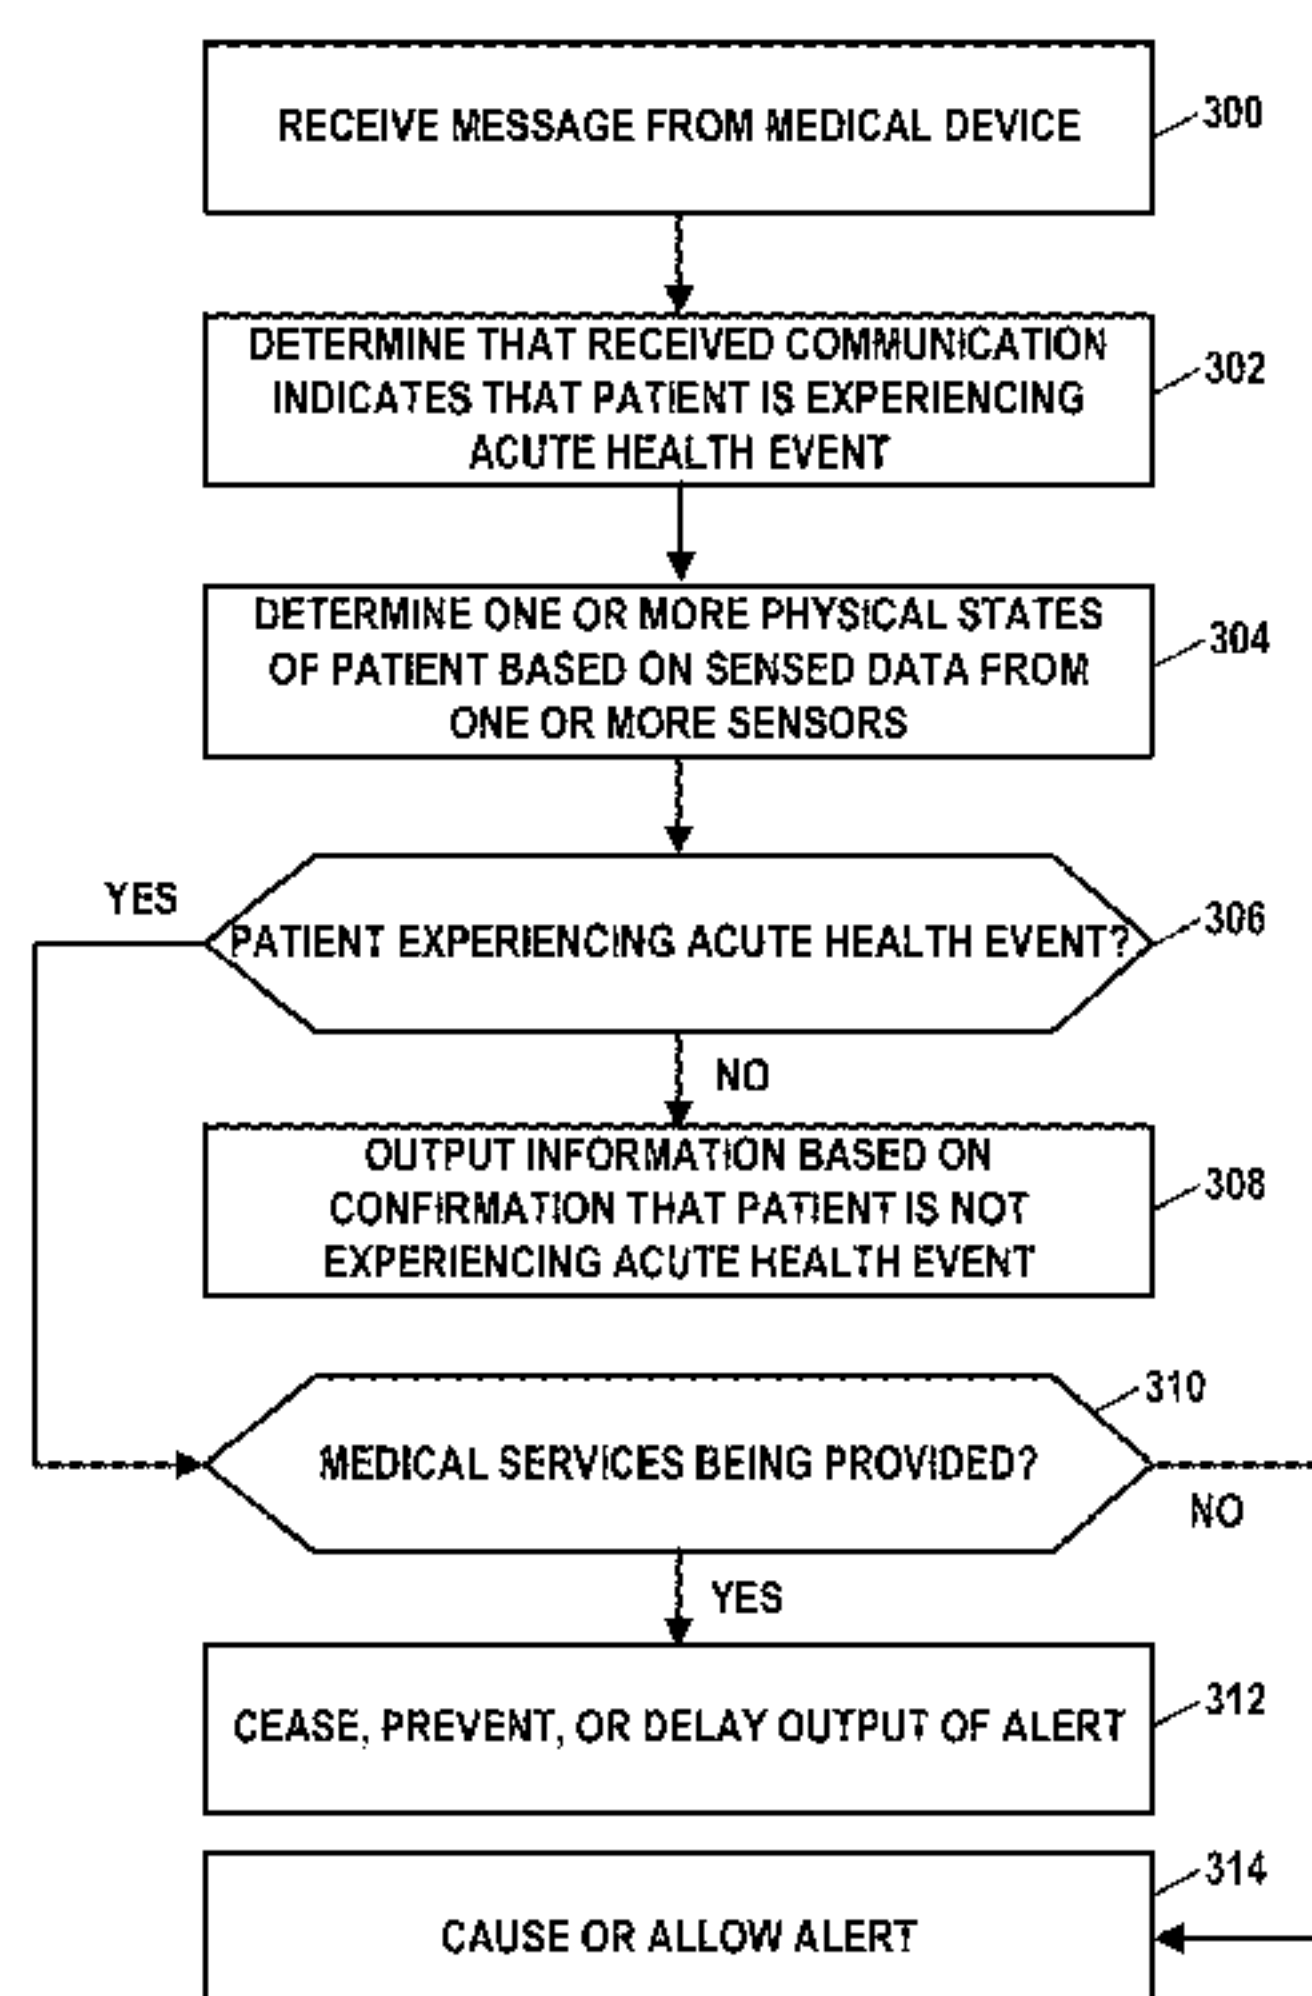 RECEIVE MESSAGE FROM MEDICAL DEVICE
300
DETERMINE THAT RECEIVED COMMUNICATION
INDICATES THAT PATIENT IS EXPERIENCING
ACUTE HEALTH EVENT
302
DETERMINE ONE OR MORE PHYSICAL STATES
OF PATIENT BASED ON SENSED DATA FROM
ONE OR MORE SENSORS
304
YES
PATIENT EXPERIENCING ACUTE HEALTH EVENT?
306
NO
OUTPUT INFORMATION BASED ON
CONFIRMATION THAT PATIENT IS NOT
EXPERIENCING ACUTE HEALTH EVENT
308
310
MEDICAL SERVICES BEING PROVIDED?
NO
YES
CEASE, PREVENT, OR DELAY OUTPUT OF ALERT
312
314
CAUSE OR ALLOW ALERT